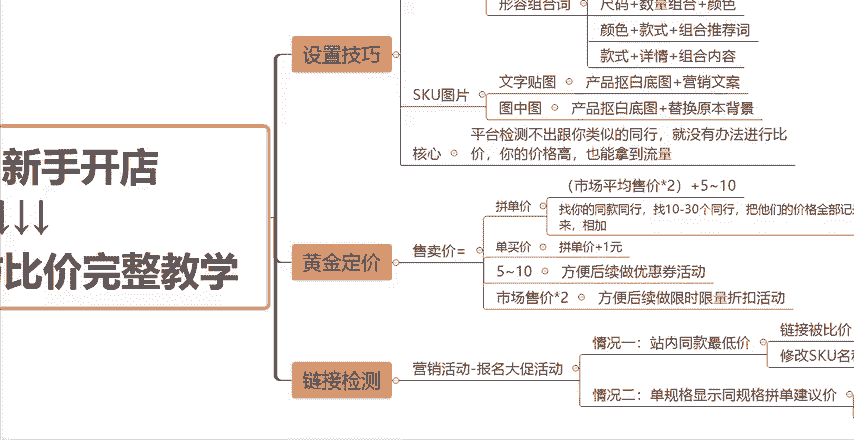 形容组合词
尺码+数量组合+颜色
颜色+款式+组合推荐词
款式+详情+组合内容
设置技巧
SKU图片
文字贴图
产品抠白底图+营销文案
图中图
产品抠白底图+替换原本背景
核心
平台检测不出跟你类似的同行，就没有办法进行比
价，你的价格高，也能拿到流量
新手开店
↓↓↓
比价完整教学
黄金定价
售卖价=
拼单价
（市场平均售价*2）+5~10
找你的同款同行，找10-30个同行，把他们的价格全部记
来，相加
单买价
拼单价+1元
5~10
方便后续做优惠券活动
市场售价*2
方便后续做限时限量折扣活动
链接检测
营销活动-报名大促活动
情况一：站内同款最低价
链接被比价
修改SKU名
情况二：单规格显示同规格拼单建议价